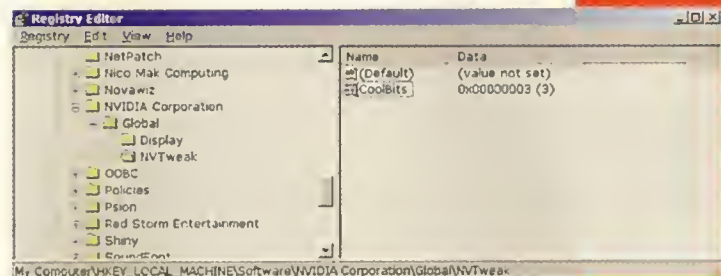 Registry Editor
Registry Edit View Help
NetPatch
Nico Mak Computing
Novawiz
NVIDIA Corporation
Global
Display
NVTweak
ODBC
Policies
Psion
Red Storm Entertainment
Shiny
SoundFont
Name Data
(Default) (value not set)
CoolBits 0x00000003 (3)
My Computer\HKEY_LOCAL_MACHINE\Software\NVIDIA Corporation\Global\NVTweak